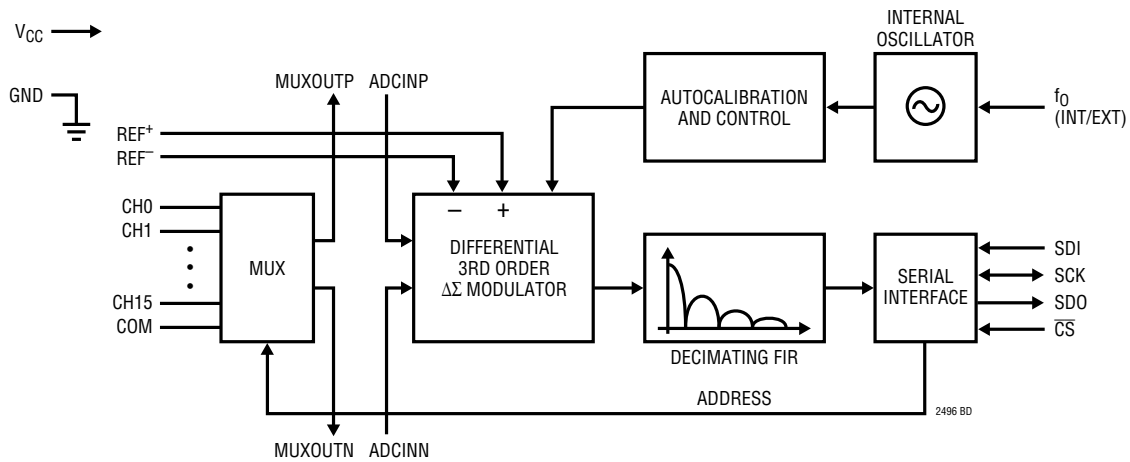 VCC
GND
MUXOUTP
ADCINP
REF+
REF−
CH0
CH1
CH15
COM
MUX
− +
DIFFERENTIAL
3RD ORDER
ΔΣ MODULATOR
AUTOCALIBRATION
AND CONTROL
INTERNAL
OSCILLATOR
fO
(INT/EXT)
DECIMATING FIR
SERIAL
INTERFACE
SDI
SCK
SDO
C̅S̅
ADDRESS
2496 BD
MUXOUTN
ADCINN